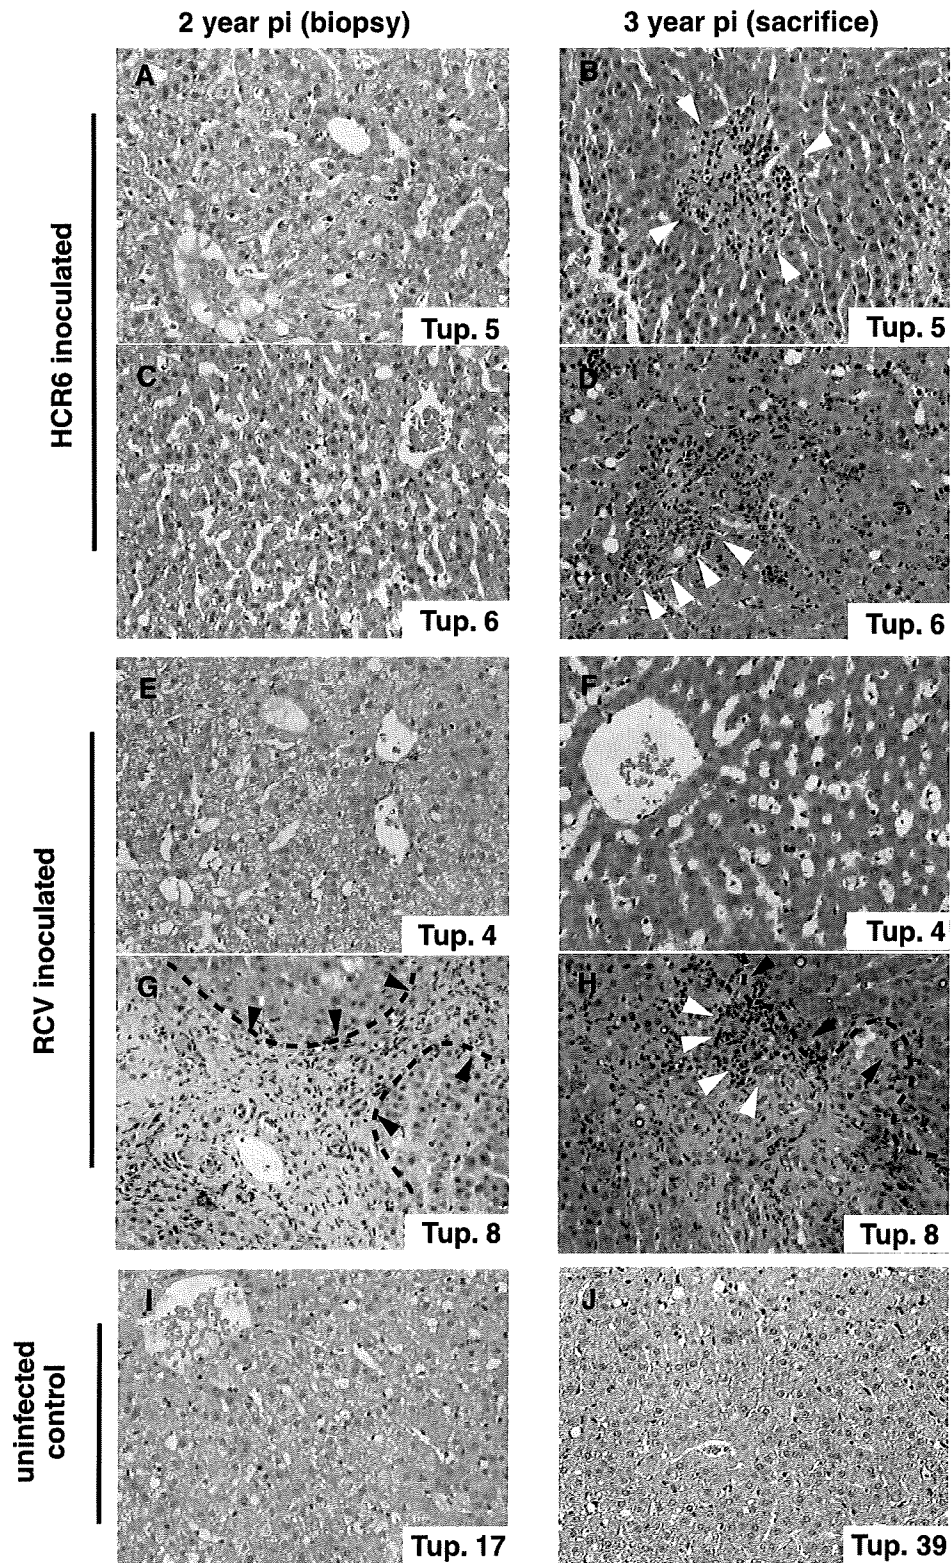 2 year pi (biopsy)
3 year pi (sacrifice)
HCR6 inoculated
A
Tup. 5
B
Tup. 5
C
Tup. 6
D
Tup. 6
RCV inoculated
E
Tup. 4
F
Tup. 4
G
Tup. 8
H
Tup. 8
uninfected
control
I
Tup. 17
J
Tup. 39